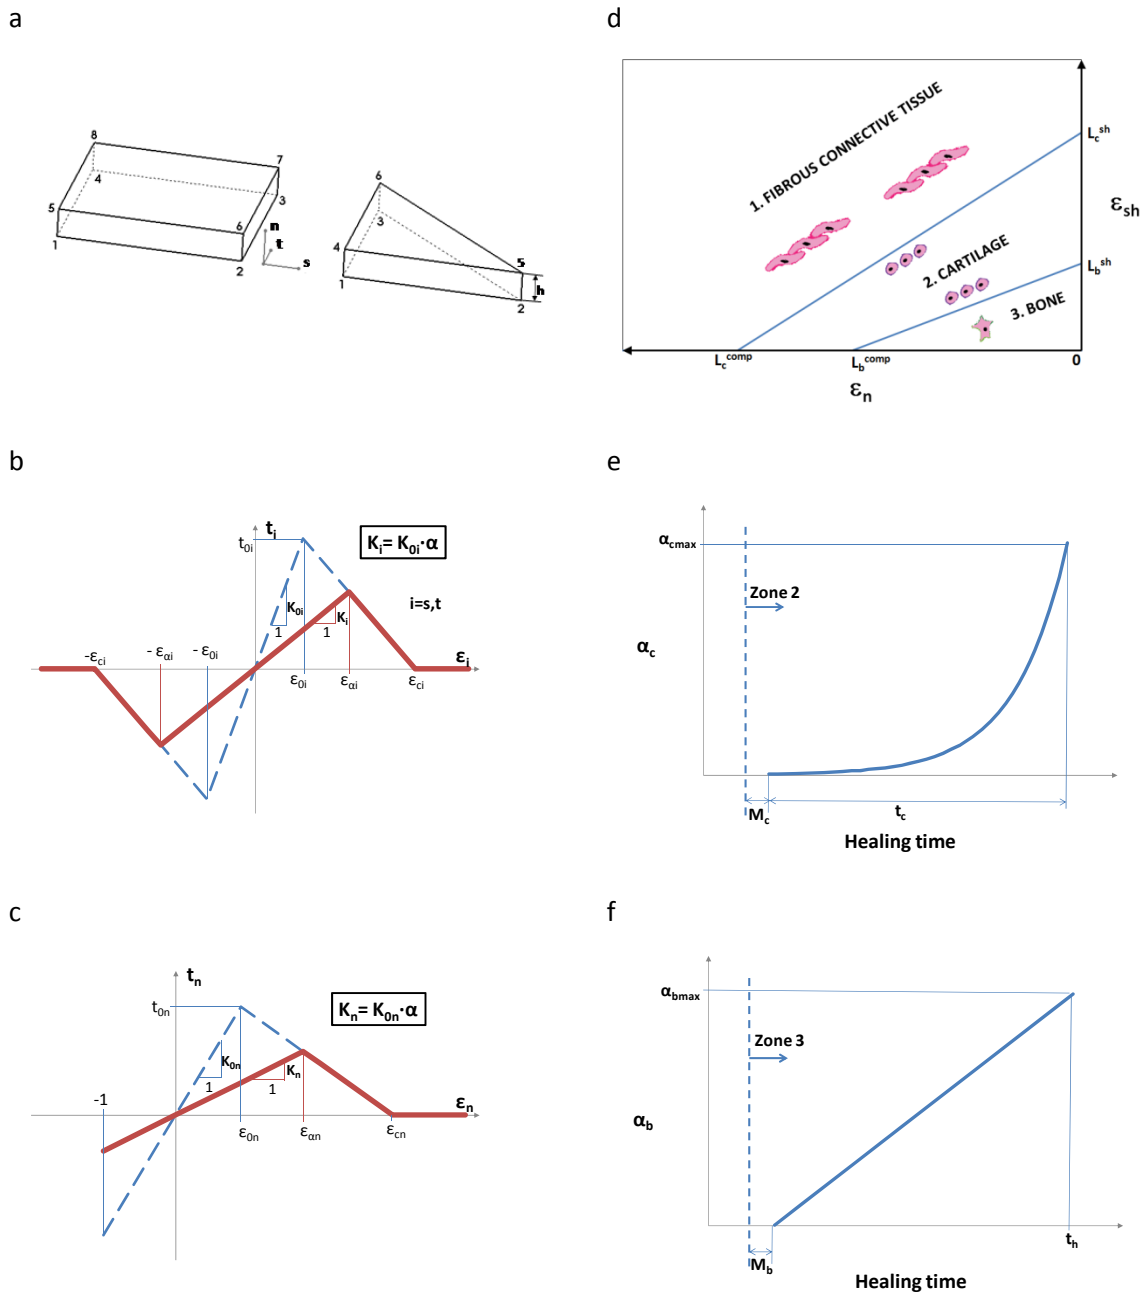 a
8
7
4
3
5
6
n
1
t
2
s
6
3
4
5
1
h
2
b
t_i
t_0i
K_i= K_0i·α
i=s,t
K_0i
K_i
1
1
-ε_ci
- ε_αi
- ε_0i
ε_i
ε_0i
ε_αi
ε_ci
c
t_n
t_0n
K_n= K_0n·α
K_0n
K_n
1
1
-1
ε_n
ε_0n
ε_αn
ε_cn
d
1. FIBROUS CONNECTIVE TISSUE
L_c^sh
ε_sh
2. CARTILAGE
L_b^sh
3. BONE
L_c^comp
L_b^comp
0
ε_n
e
α_cmax
Zone 2
α_c
M_c
t_c
Healing time
f
α_bmax
Zone 3
α_b
M_b
t_h
Healing time